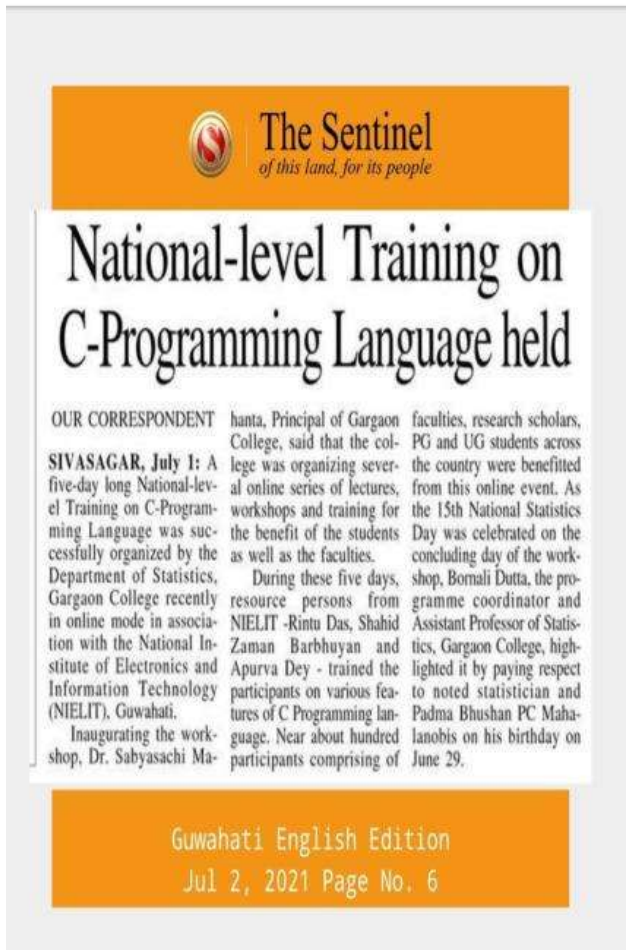 The Sentinel
of this land, for its people
National-level Training on
C-Programming Language held
OUR CORRESPONDENT
SIVASAGAR, July 1: A
five-day long National-lev-
el Training on C-Program-
ming Language was suc-
cessfully organized by the
Department of Statistics,
Gargaon College recently
in online mode in associa-
tion with the National In-
stitute of Electronics and
Information Technology
(NIELIT), Guwahati.
Inaugurating the work-
shop, Dr. Sabyasachi Ma-
hanta, Principal of Gargaon
College, said that the col-
lege was organizing sever-
al online series of lectures,
workshops and training for
the benefit of the students
as well as the faculties.
During these five days,
resource persons from
NIELIT -Rintu Das, Shahid
Zaman Barbhuyan and
Apurva Dey - trained the
participants on various fea-
tures of C Programming lan-
guage. Near about hundred
participants comprising of
faculties, research scholars,
PG and UG students across
the country were benefitted
from this online event. As
the 15th National Statistics
Day was celebrated on the
concluding day of the work-
shop, Bornali Dutta, the pro-
gramme coordinator and
Assistant Professor of Statis-
tics, Gargaon College, high-
lighted it by paying respect
to noted statistician and
Padma Bhushan PC Maha-
lanobis on his birthday on
June 29.
Guwahati English Edition
Jul 2, 2021 Page No. 6